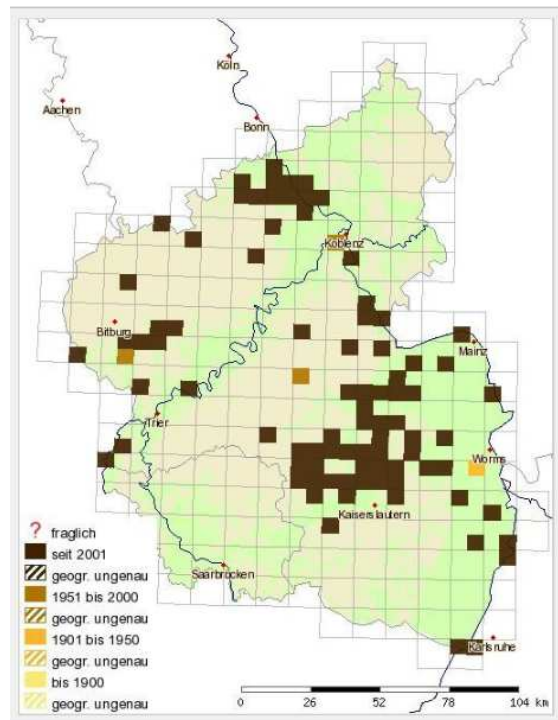 Köln
Aachen
Bonn
Koblenz
Bitburg
Mainz
Trier
Worms
Kaiserslautern
? fraglich
seit 2001
geogr. ungenau
1951 bis 2000
Saarbrücken
geogr. ungenau
1901 bis 1950
geogr. ungenau
Karlsruhe
bis 1900
geogr. ungenau
0 26 52 78 104 km